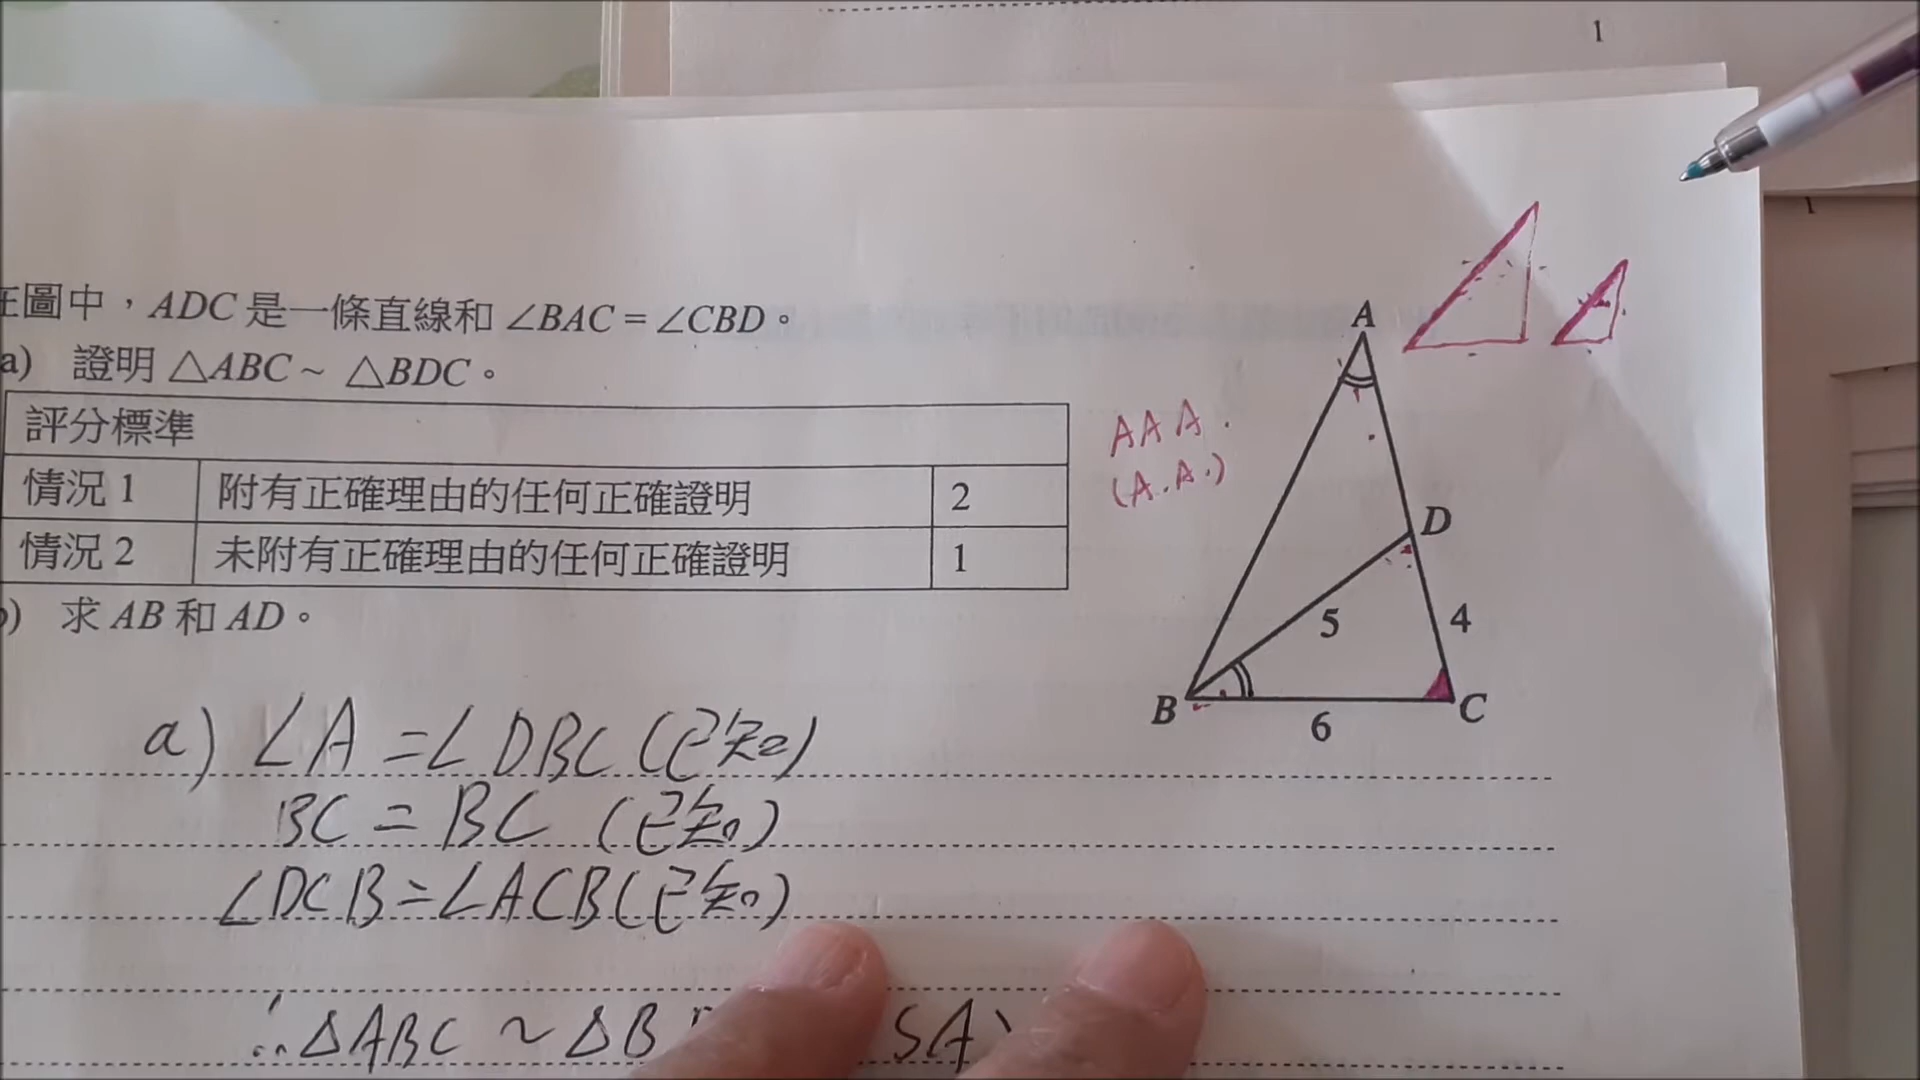 1
1
圖中，ADC 是一條直線和 ∠BAC = ∠CBD。
a) 證明 △ABC ~ △BDC。
評分標準
情況 1 附有正確理由的任何正確證明 2
情況 2 未附有正確理由的任何正確證明 1
) 求 AB 和 AD。
AAA.
(A.A.)
A
D
5
4
B
6
C
a) ∠A = ∠DBC (已知)
BC = BC (已知)
∠DCB = ∠ACB (已知)
∴ △ABC ~ △B SA)